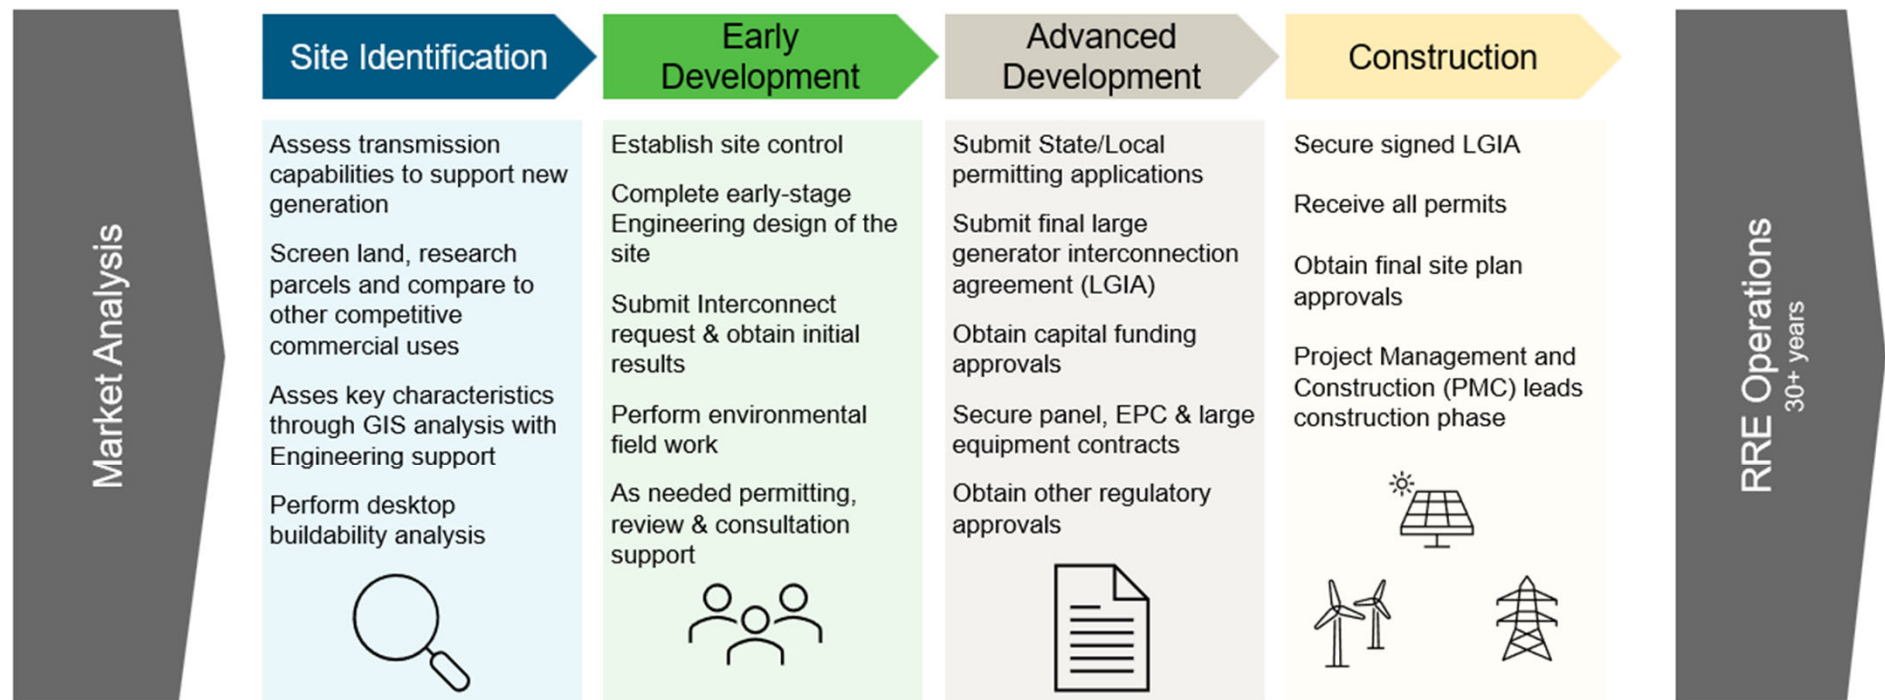 Market Analysis
Site Identification
Assess transmission
capabilities to support new
generation
Screen land, research
parcels and compare to
other competitive
commercial uses
Asses key characteristics
through GIS analysis with
Engineering support
Perform desktop
buildability analysis
Early
Development
Establish site control
Complete early-stage
Engineering design of the
site
Submit Interconnect
request & obtain initial
results
Perform environmental
field work
As needed permitting,
review & consultation
support
Advanced
Development
Submit State/Local
permitting applications
Submit final large
generator interconnection
agreement (LGIA)
Obtain capital funding
approvals
Secure panel, EPC & large
equipment contracts
Obtain other regulatory
approvals
Construction
Secure signed LGIA
Receive all permits
Obtain final site plan
approvals
Project Management and
Construction (PMC) leads
construction phase
RRE Operations
30+ years